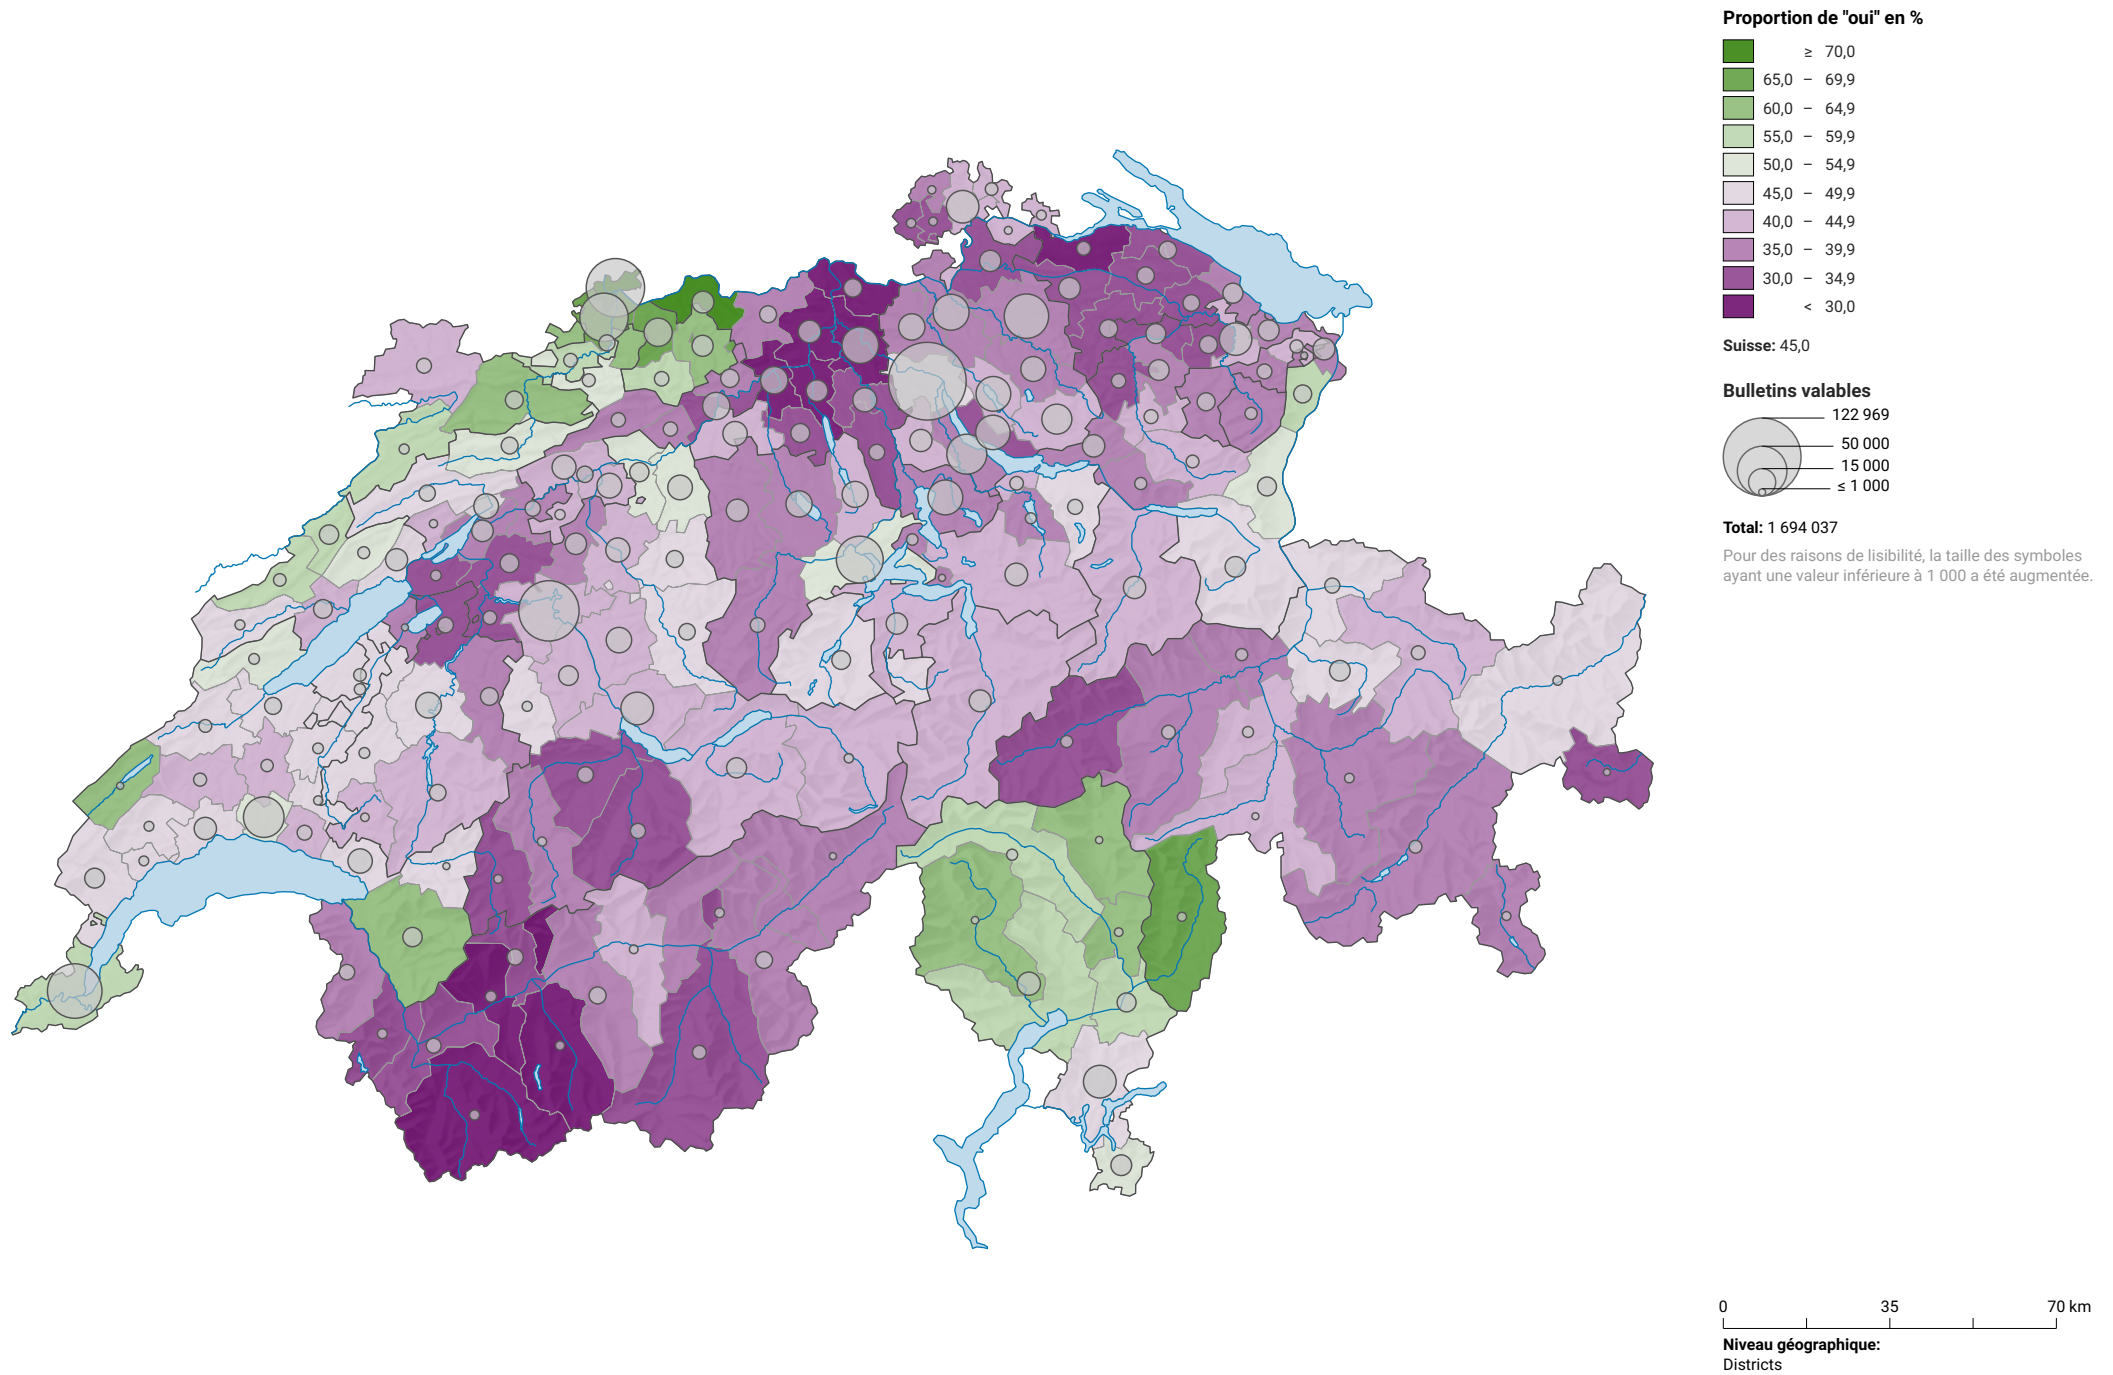 Proportion de "oui" en %
≥ 70,0
65,0 – 69,9
60,0 – 64,9
55,0 – 59,9
50,0 – 54,9
45,0 – 49,9
40,0 – 44,9
35,0 – 39,9
30,0 – 34,9
< 30,0
Suisse: 45,0
Bulletins valables
122 969
50 000
15 000
≤ 1 000
Total: 1 694 037
Pour des raisons de lisibilité, la taille des symboles
ayant une valeur inférieure à 1 000 a été augmentée.
0 35 70 km
Niveau géographique:
Districts